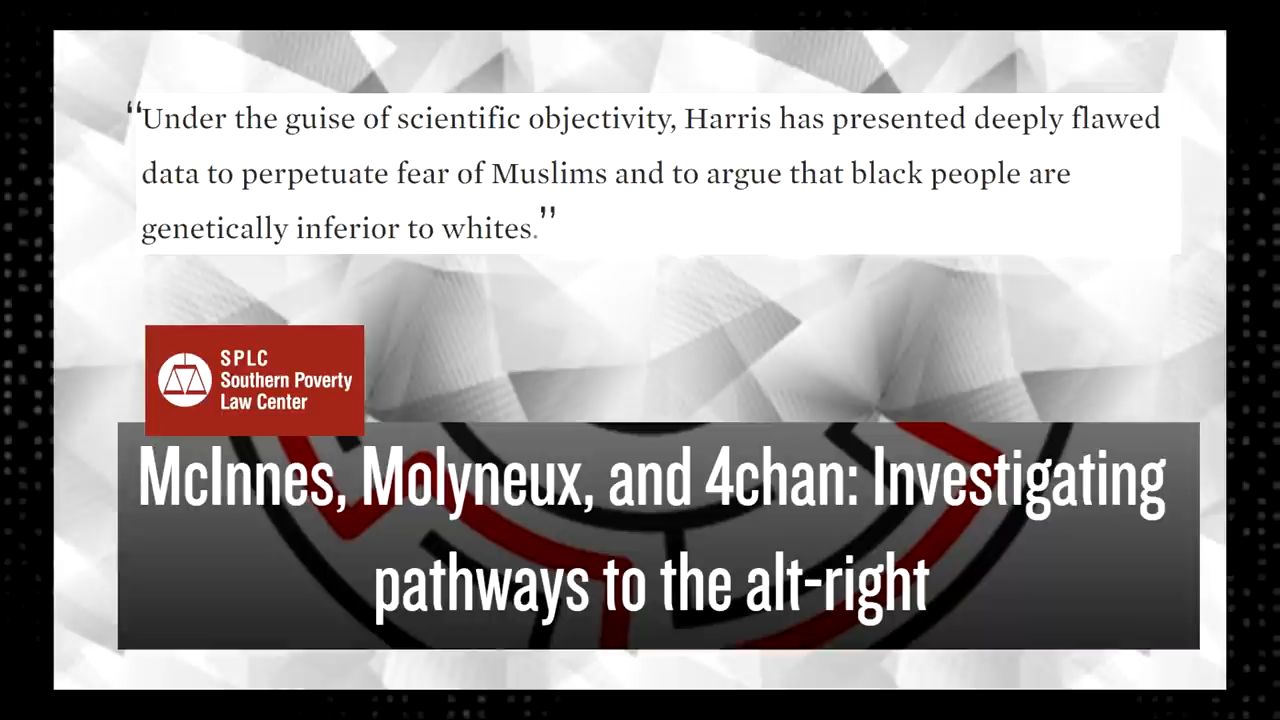 “Under the guise of scientific objectivity, Harris has presented deeply flawed
data to perpetuate fear of Muslims and to argue that black people are
genetically inferior to whites.”
SPLC
Southern Poverty
Law Center
McInnes, Molyneux, and 4chan: Investigating
pathways to the alt-right